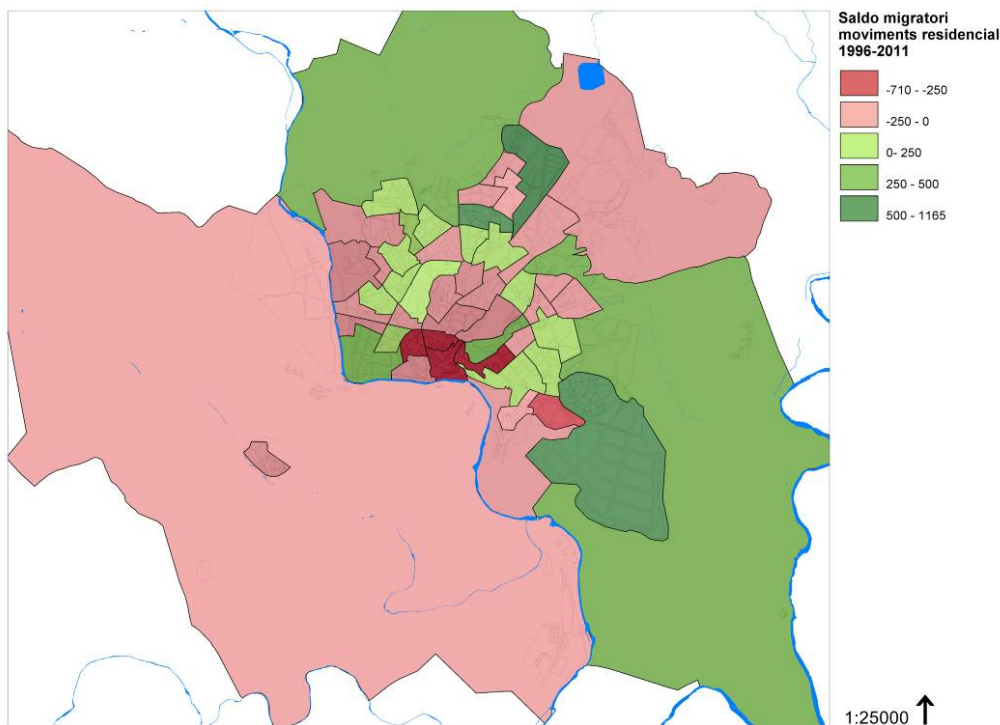 Saldo migratori
moviments residencial
1996-2011
-710 - -250
-250 - 0
0- 250
250 - 500
500 - 1165
1:25000